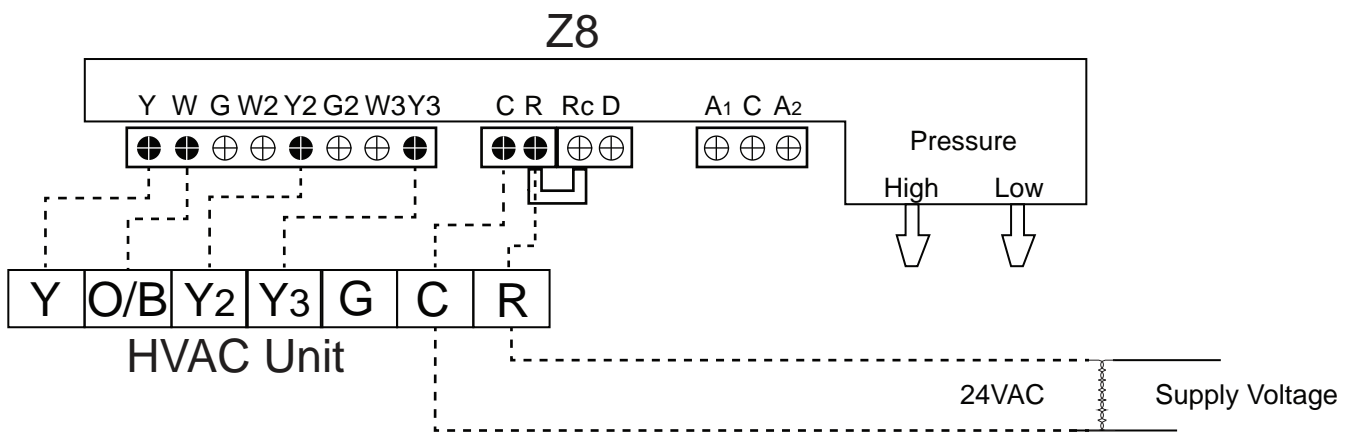 Z8
Y W G W2 Y2 G2 W3 Y3 C R Rc D A1 C A2
Pressure
High Low
Y O/B Y2 Y3 G C R
HVAC Unit
24VAC Supply Voltage